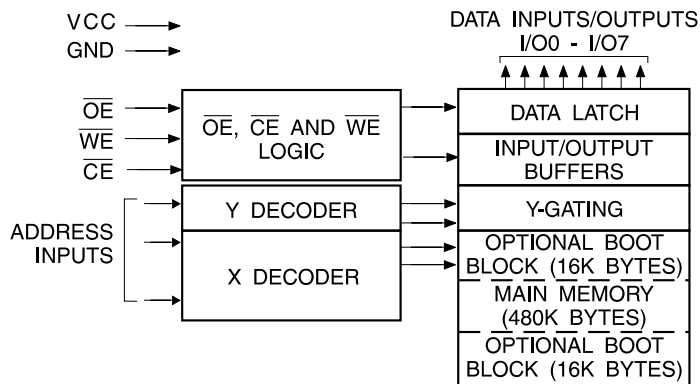 VCC
GND
DATA INPUTS/OUTPUTS
I/O0 - I/O7
OE
WE
CE
OE, CE AND WE
LOGIC
DATA LATCH
INPUT/OUTPUT
BUFFERS
ADDRESS
INPUTS
Y DECODER
X DECODER
Y-GATING
OPTIONAL BOOT
BLOCK (16K BYTES)
MAIN MEMORY
(480K BYTES)
OPTIONAL BOOT
BLOCK (16K BYTES)